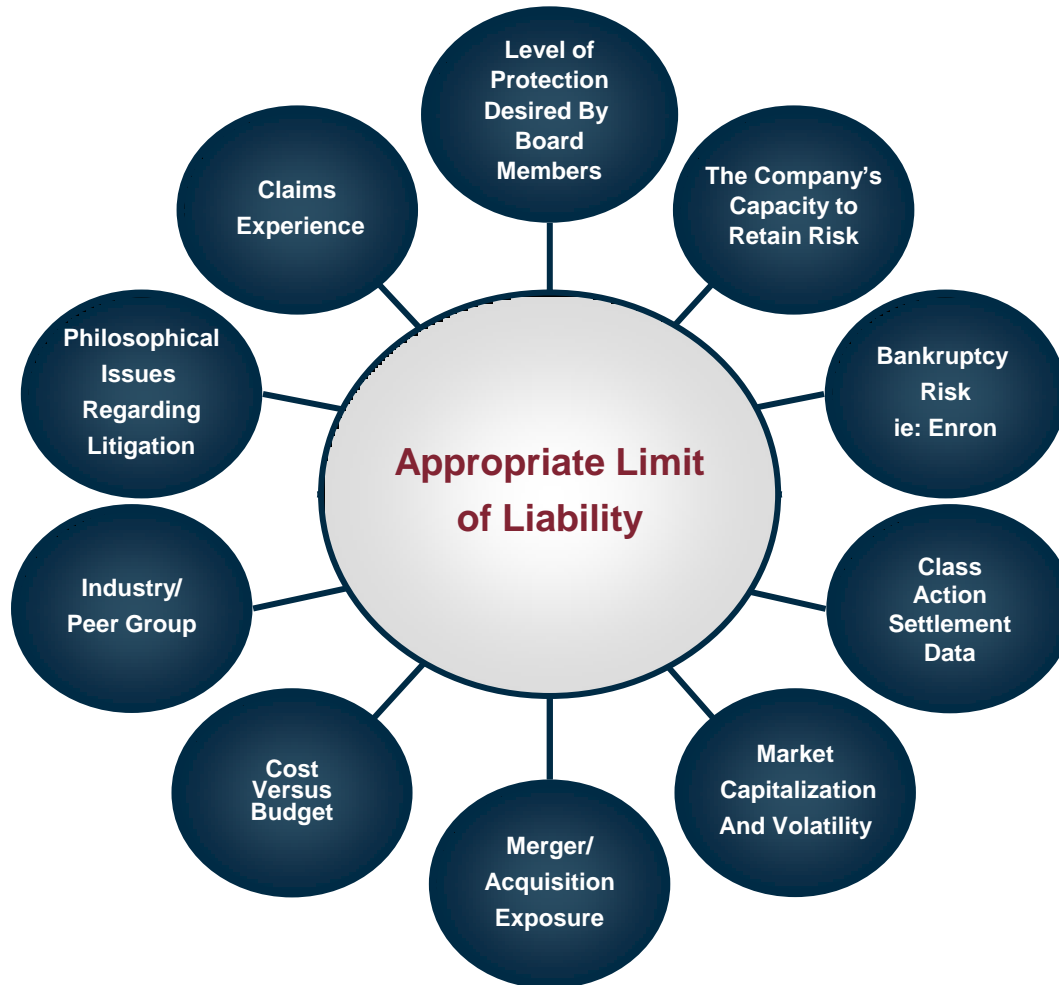 Level of
Protection
Desired By
Board
Members
The Company’s
Capacity to
Retain Risk
Bankruptcy
Risk
ie: Enron
Class
Action
Settlement
Data
Market
Capitalization
And Volatility
Merger/
Acquisition
Exposure
Cost
Versus
Budget
Industry/
Peer Group
Philosophical
Issues
Regarding
Litigation
Claims
Experience
Appropriate Limit
of Liability